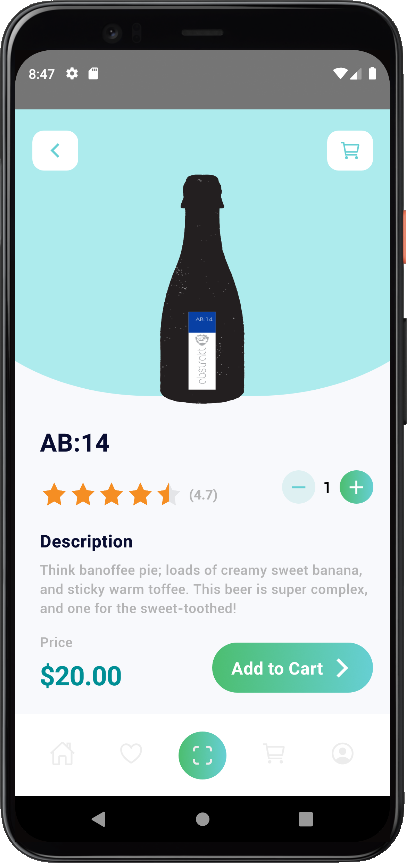 8:47
AB:14
abstrakt
AB:14
(4.7)
1
Description
Think banoffee pie; loads of creamy sweet banana,
and sticky warm toffee. This beer is super complex,
and one for the sweet-toothed!
Price
$20.00
Add to Cart